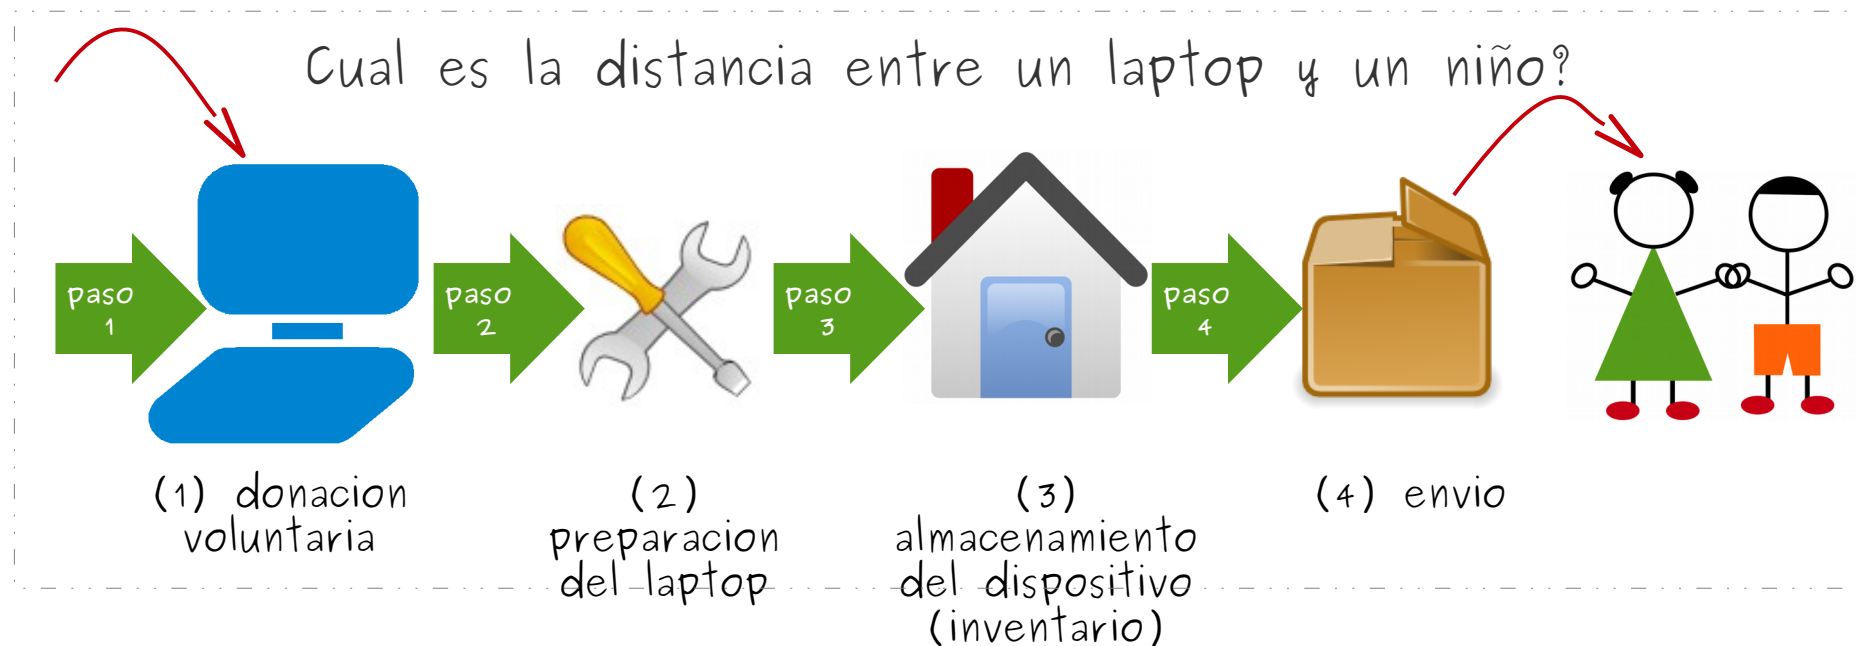 Cual es la distancia entre un laptop y un niño?
paso
1
paso
2
paso
3
paso
4
(1) donacion
voluntaria
(2)
preparacion
del laptop
(3)
almacenamiento
del dispositivo
(inventario)
(4) envio